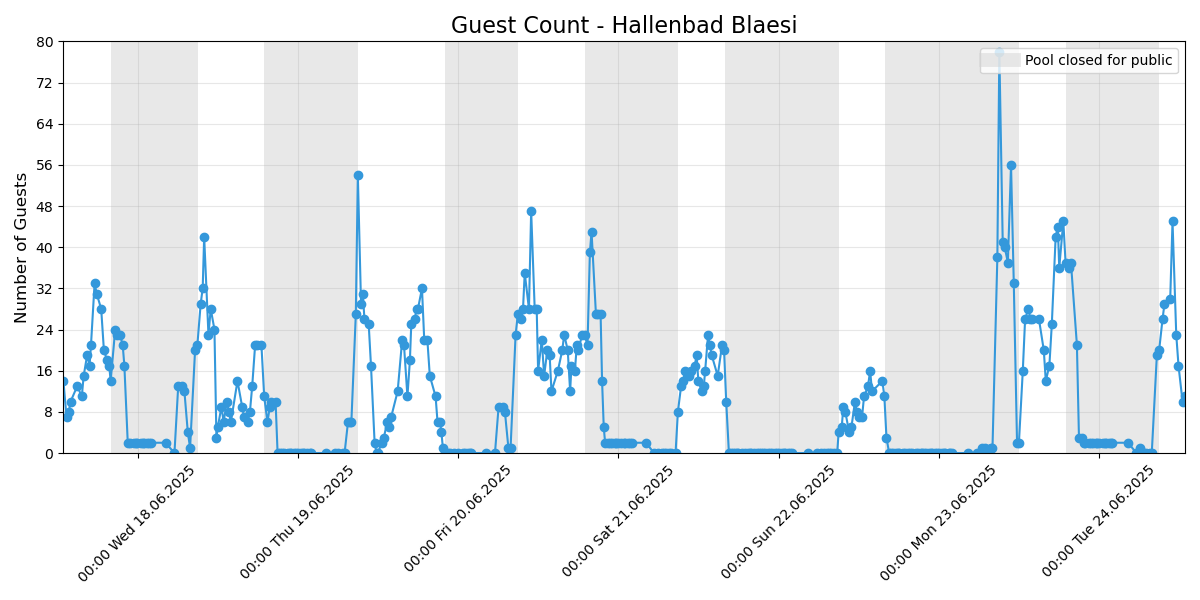 Guest Count - Hallenbad Blaesi
Pool closed for public
Number of Guests
80
72
64
56
48
40
32
24
16
8
0
00:00 Wed 18.06.2025
00:00 Thu 19.06.2025
00:00 Fri 20.06.2025
00:00 Sat 21.06.2025
00:00 Sun 22.06.2025
00:00 Mon 23.06.2025
00:00 Tue 24.06.2025